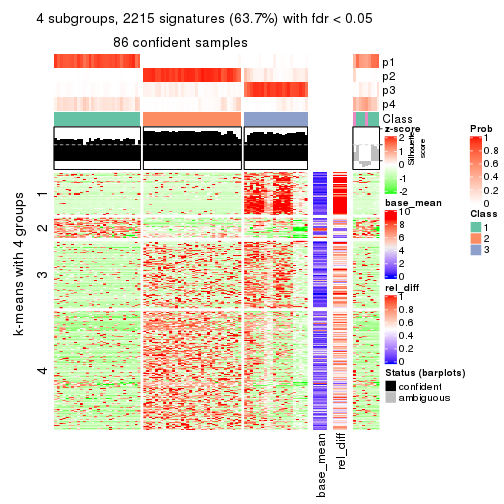 4 subgroups, 2215 signatures (63.7%) with fdr < 0.05
86 confident samples
p1
p2
p3
p4
Class
Silhouette score
k-means with 4 groups
1
2
3
4
base_mean
rel_diff
z-score
2
1
0
-1
-2
base_mean
10
8
6
4
2
0
rel_diff
1
0.8
0.6
0.4
0.2
0
Status (barplots)
confident
ambiguous
Prob
1
0.8
0.6
0.4
0.2
0
Class
1
2
3